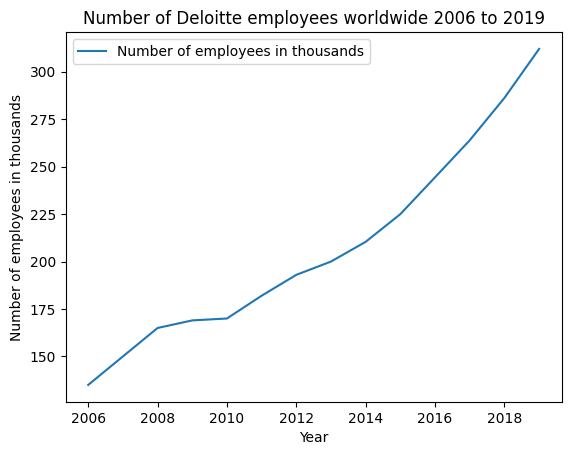 Number of Deloitte employees worldwide 2006 to 2019
Number of employees in thousands
Number of employees in thousands
300
275
250
225
200
175
150
2006 2008 2010 2012 2014 2016 2018
Year